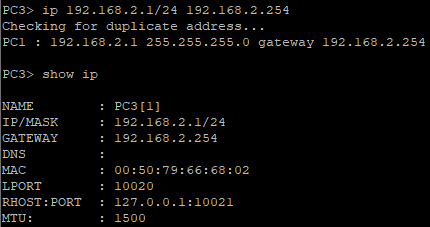 PC3> ip 192.168.2.1/24 192.168.2.254
Checking for duplicate address...
PC1 : 192.168.2.1 255.255.255.0 gateway 192.168.2.254
PC3> show ip
NAME        : PC3[1]
IP/MASK     : 192.168.2.1/24
GATEWAY     : 192.168.2.254
DNS         :
MAC         : 00:50:79:66:68:02
LPORT       : 10020
RHOST:PORT  : 127.0.0.1:10021
MTU:        : 1500